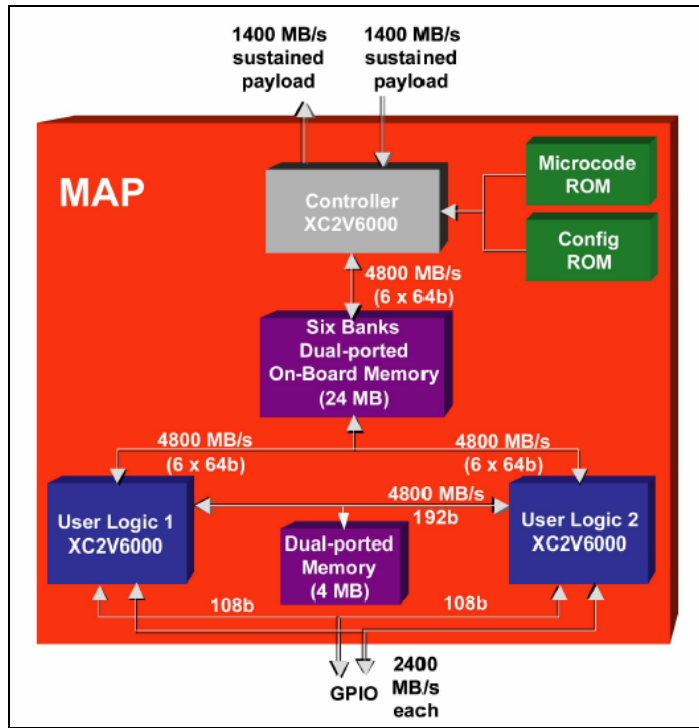 1400 MB/s
sustained
payload
1400 MB/s
sustained
payload
MAP
Controller
XC2V6000
Microcode
ROM
Config
ROM
4800 MB/s
(6 x 64b)
Six Banks
Dual-ported
On-Board Memory
(24 MB)
4800 MB/s
(6 x 64b)
4800 MB/s
(6 x 64b)
User Logic 1
XC2V6000
4800 MB/s
192b
User Logic 2
XC2V6000
Dual-ported
Memory
(4 MB)
108b
108b
GPIO
2400
MB/s
each